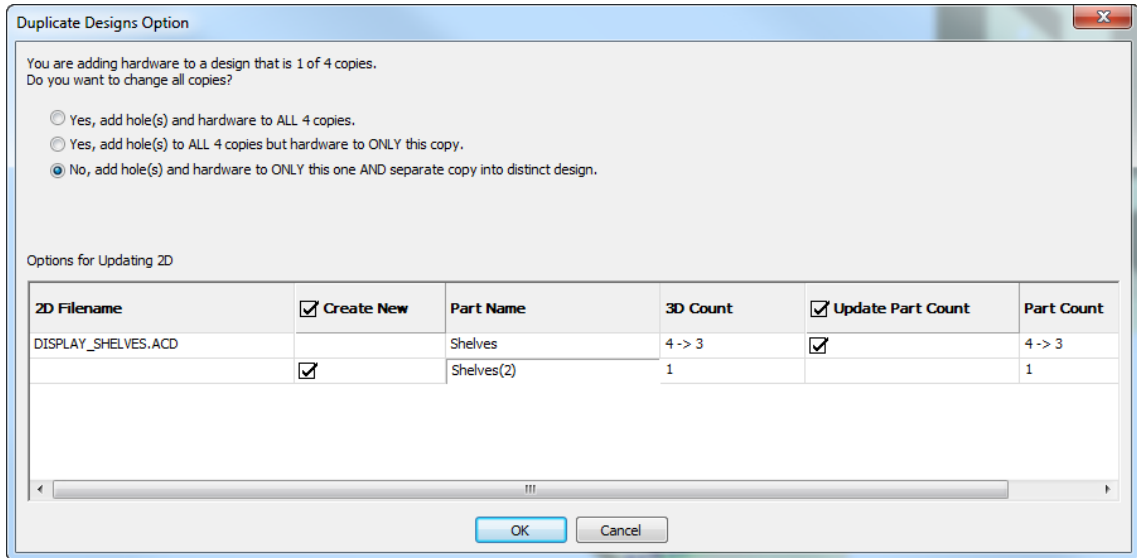 Duplicate Designs Option
You are adding hardware to a design that is 1 of 4 copies.
Do you want to change all copies?
Yes, add hole(s) and hardware to ALL 4 copies.
Yes, add hole(s) to ALL 4 copies but hardware to ONLY this copy.
No, add hole(s) and hardware to ONLY this one AND separate copy into distinct design.
Options for Updating 2D
2D Filename Create New Part Name 3D Count Update Part Count Part Count
DISPLAY_SHELVES.ACD Shelves 4 -> 3 4 -> 3
Shelves(2) 1 1
OK Cancel